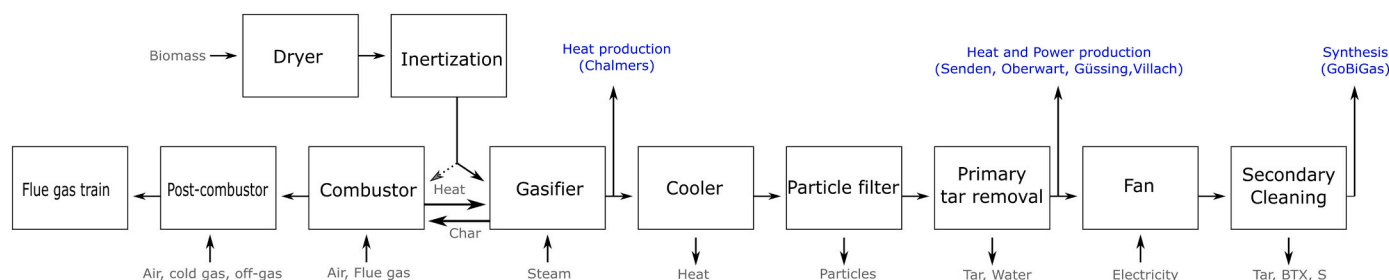 Biomass
Dryer
Inertization
Heat production
(Chalmers)
Heat and Power production
(Senden, Oberwart, Güssing,Villach)
Synthesis
(GoBiGas)
Flue gas train
Post-combustor
Combustor
Heat
Char
Gasifier
Cooler
Particle filter
Primary
tar removal
Fan
Secondary
Cleaning
Air, cold gas, off-gas
Air, Flue gas
Steam
Heat
Particles
Tar, Water
Electricity
Tar, BTX, S